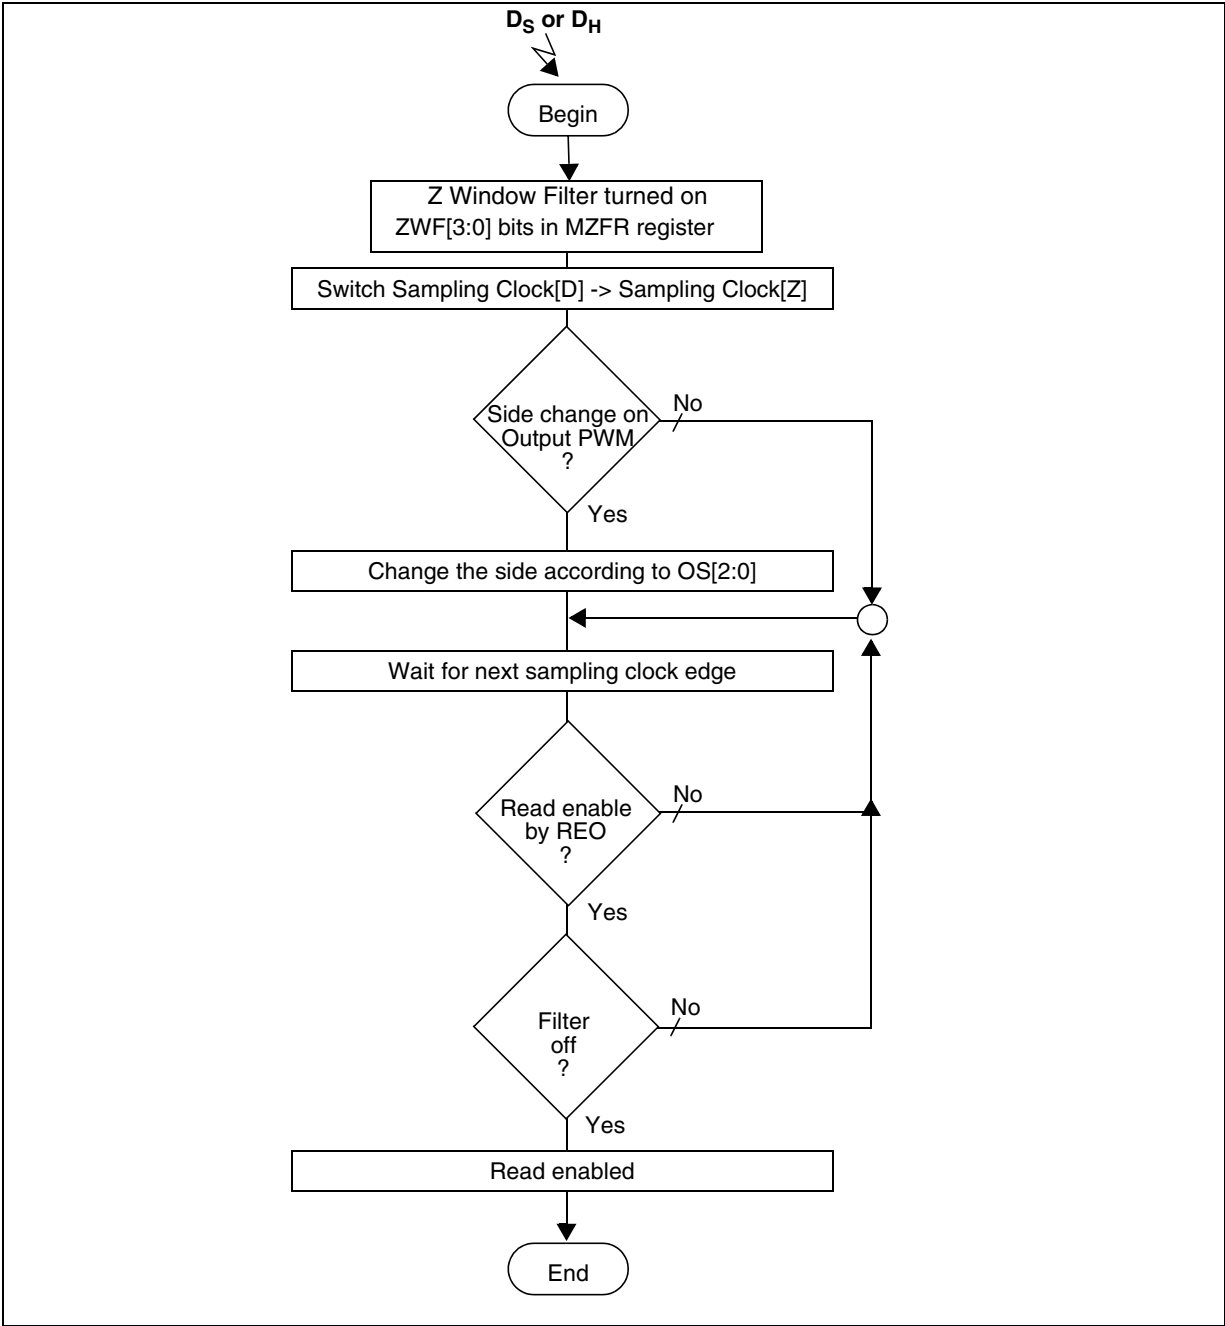 DS or DH
Begin
Z Window Filter turned on
ZWF[3:0] bits in MZFR register
Switch Sampling Clock[D] -> Sampling Clock[Z]
Side change on
Output PWM
?
No
Yes
Change the side according to OS[2:0]
Wait for next sampling clock edge
Read enable
by REO
?
No
Yes
Filter
off
?
No
Yes
Read enabled
End